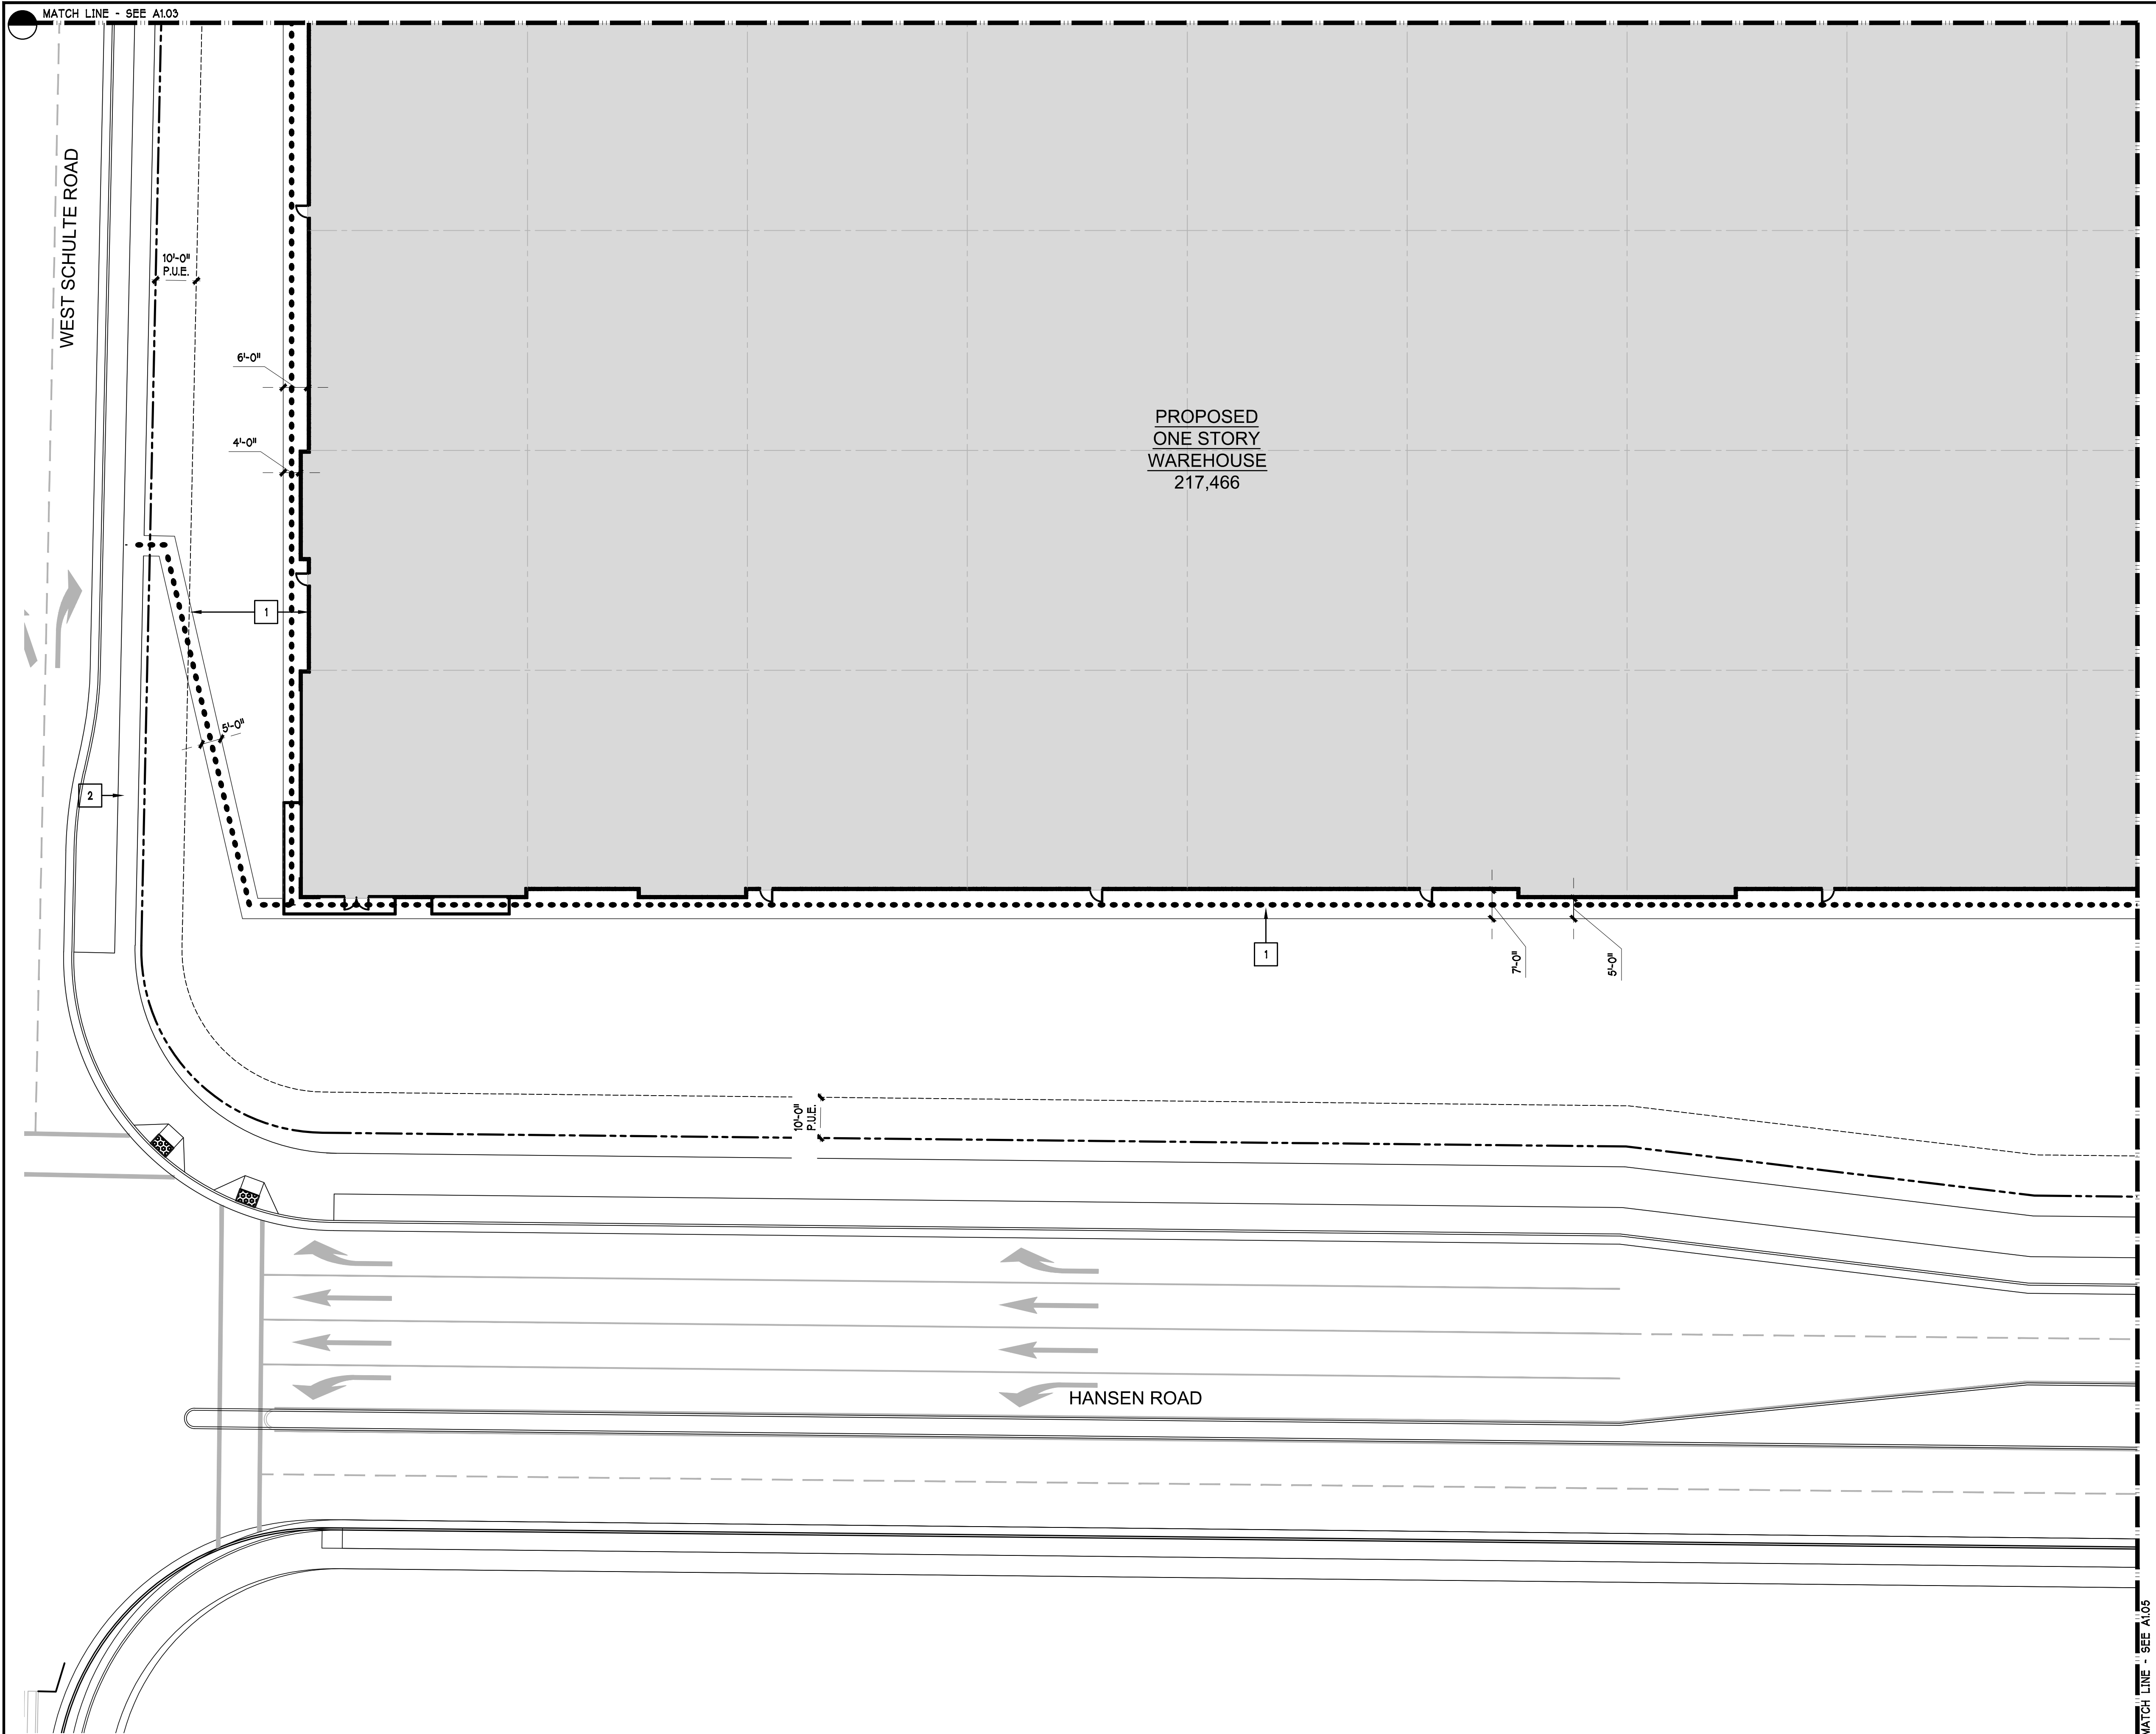 MATCH LINE - SEE A1.03
WEST SCHULTE ROAD
10'-0"
P.U.E.
6'-0"
4'-0"
PROPOSED
ONE STORY
WAREHOUSE
217,466
1
5'-0"
2
1
7'-0"
5'-0"
10'-0"
P.U.E.
HANSEN ROAD
MATCH LINE - SEE A1.05